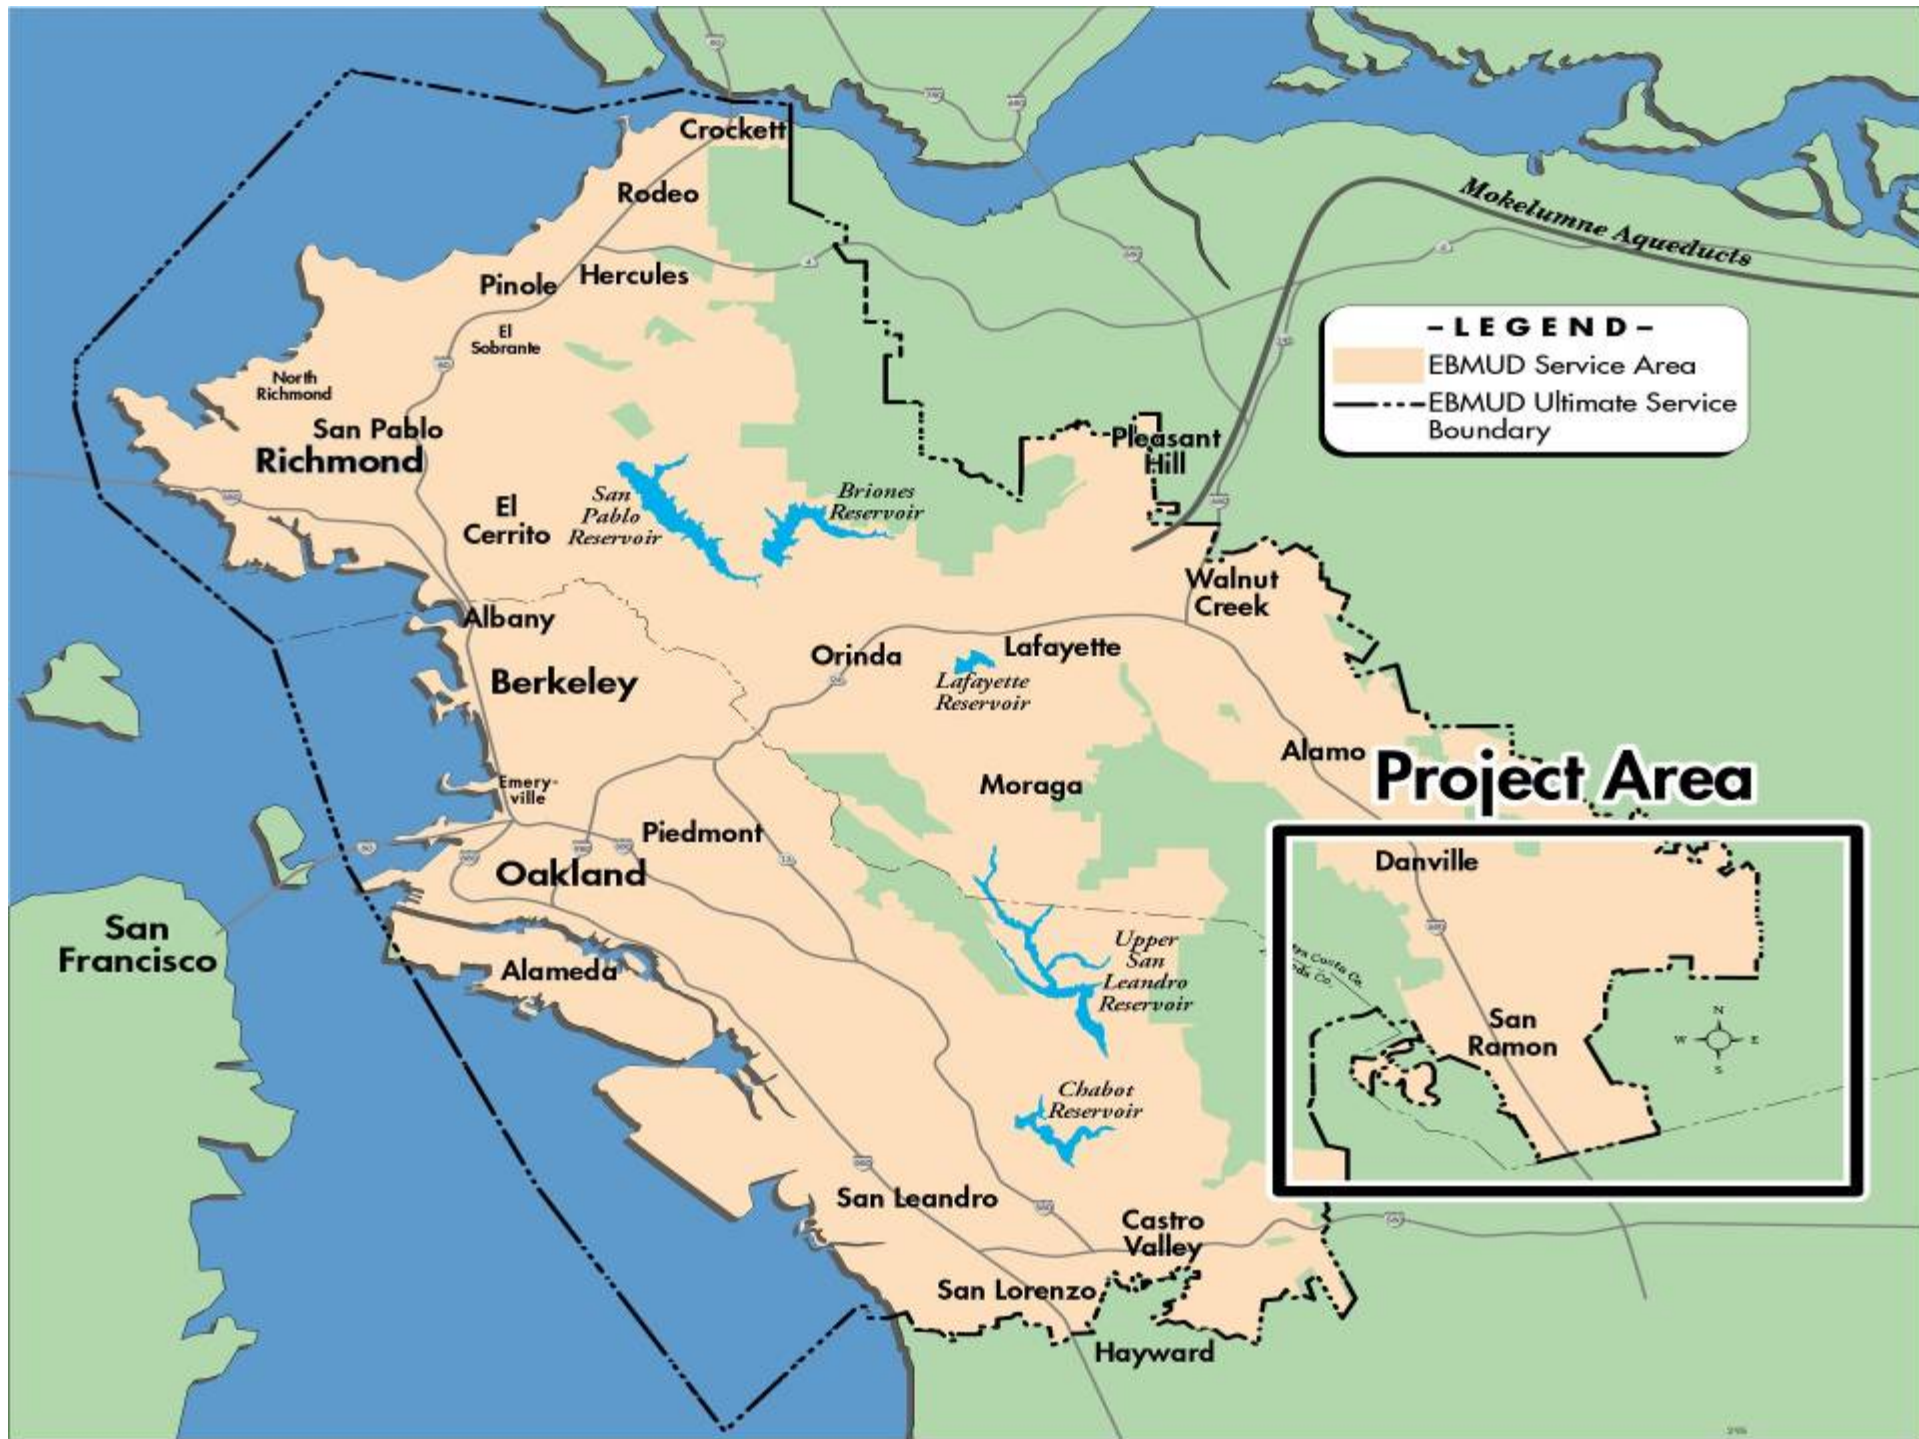 Crockett
Rodeo
Mokelumne Aqueducts
Hercules
Pinole
El
Sobrante
- L E G E N D -
EBMUD Service Area
EBMUD Ultimate Service
Boundary
North
Richmond
San Pablo
Richmond
Pleasant
Hill
El
Cerrito
San
Pablo
Reservoir
Briones
Reservoir
Walnut
Creek
Albany
Orinda
Lafayette
Lafayette
Reservoir
Berkeley
Alamo
Project Area
Moraga
Emery-
ville
Piedmont
Oakland
Danville
San
Francisco
Alameda
Upper
San
Leandro
Reservoir
Costa Co.
Co.
San
Ramon
N
W
E
S
Chabot
Reservoir
San Leandro
Castro
Valley
San Lorenzo
Hayward